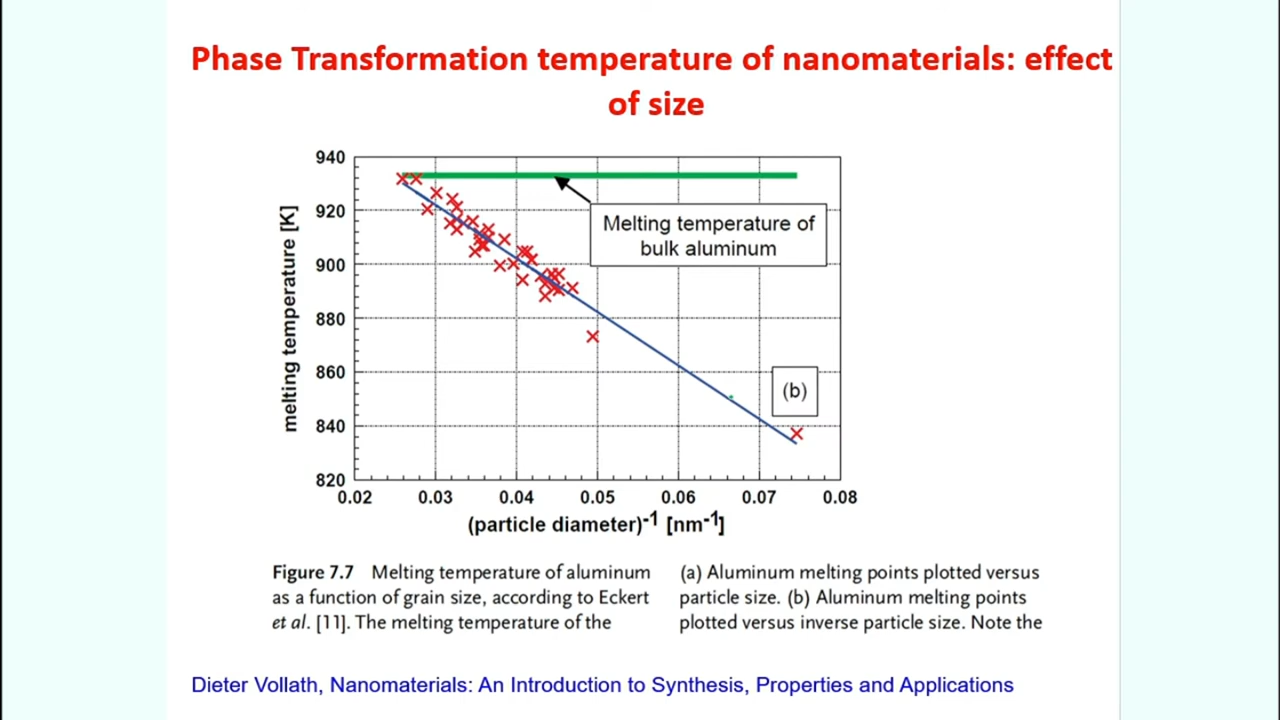 Phase Transformation temperature of nanomaterials: effect
of size
940
920
900
880
860
840
820
melting temperature [K]
Melting temperature of
bulk aluminum
(b)
0.02 0.03 0.04 0.05 0.06 0.07 0.08
(particle diameter)⁻¹ [nm⁻¹]
Figure 7.7 Melting temperature of aluminum
as a function of grain size, according to Eckert
et al. [11]. The melting temperature of the
(a) Aluminum melting points plotted versus
particle size. (b) Aluminum melting points
plotted versus inverse particle size. Note the
Dieter Vollath, Nanomaterials: An Introduction to Synthesis, Properties and Applications